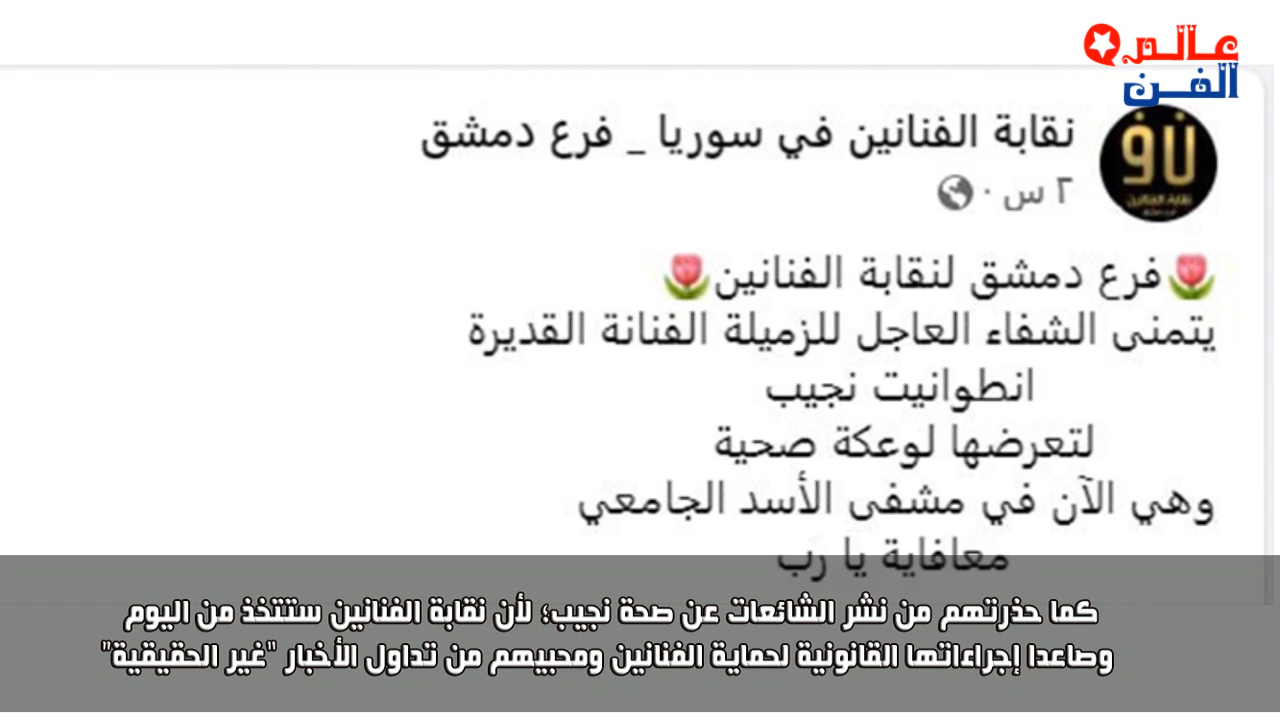 عالم
الفن
نقابة الفنانين في سوريا _ فرع دمشق
٢ س ·
نف
نقابة الفنانين
🌷فرع دمشق لنقابة الفنانين🌷
يتمنى الشفاء العاجل للزميلة الفنانة القديرة
انطوانيت نجيب
لتعرضها لوعكة صحية
وهي الآن في مشفى الأسد الجامعي
معافاية يا رب
كما حذرتهم من نشر الشائعات عن صحة نجيب؛ لأن نقابة الفنانين ستتخذ من اليوم
وصاعدا إجراءاتها القانونية لحماية الفنانين ومحبيهم من تداول الأخبار "غير الحقيقية"